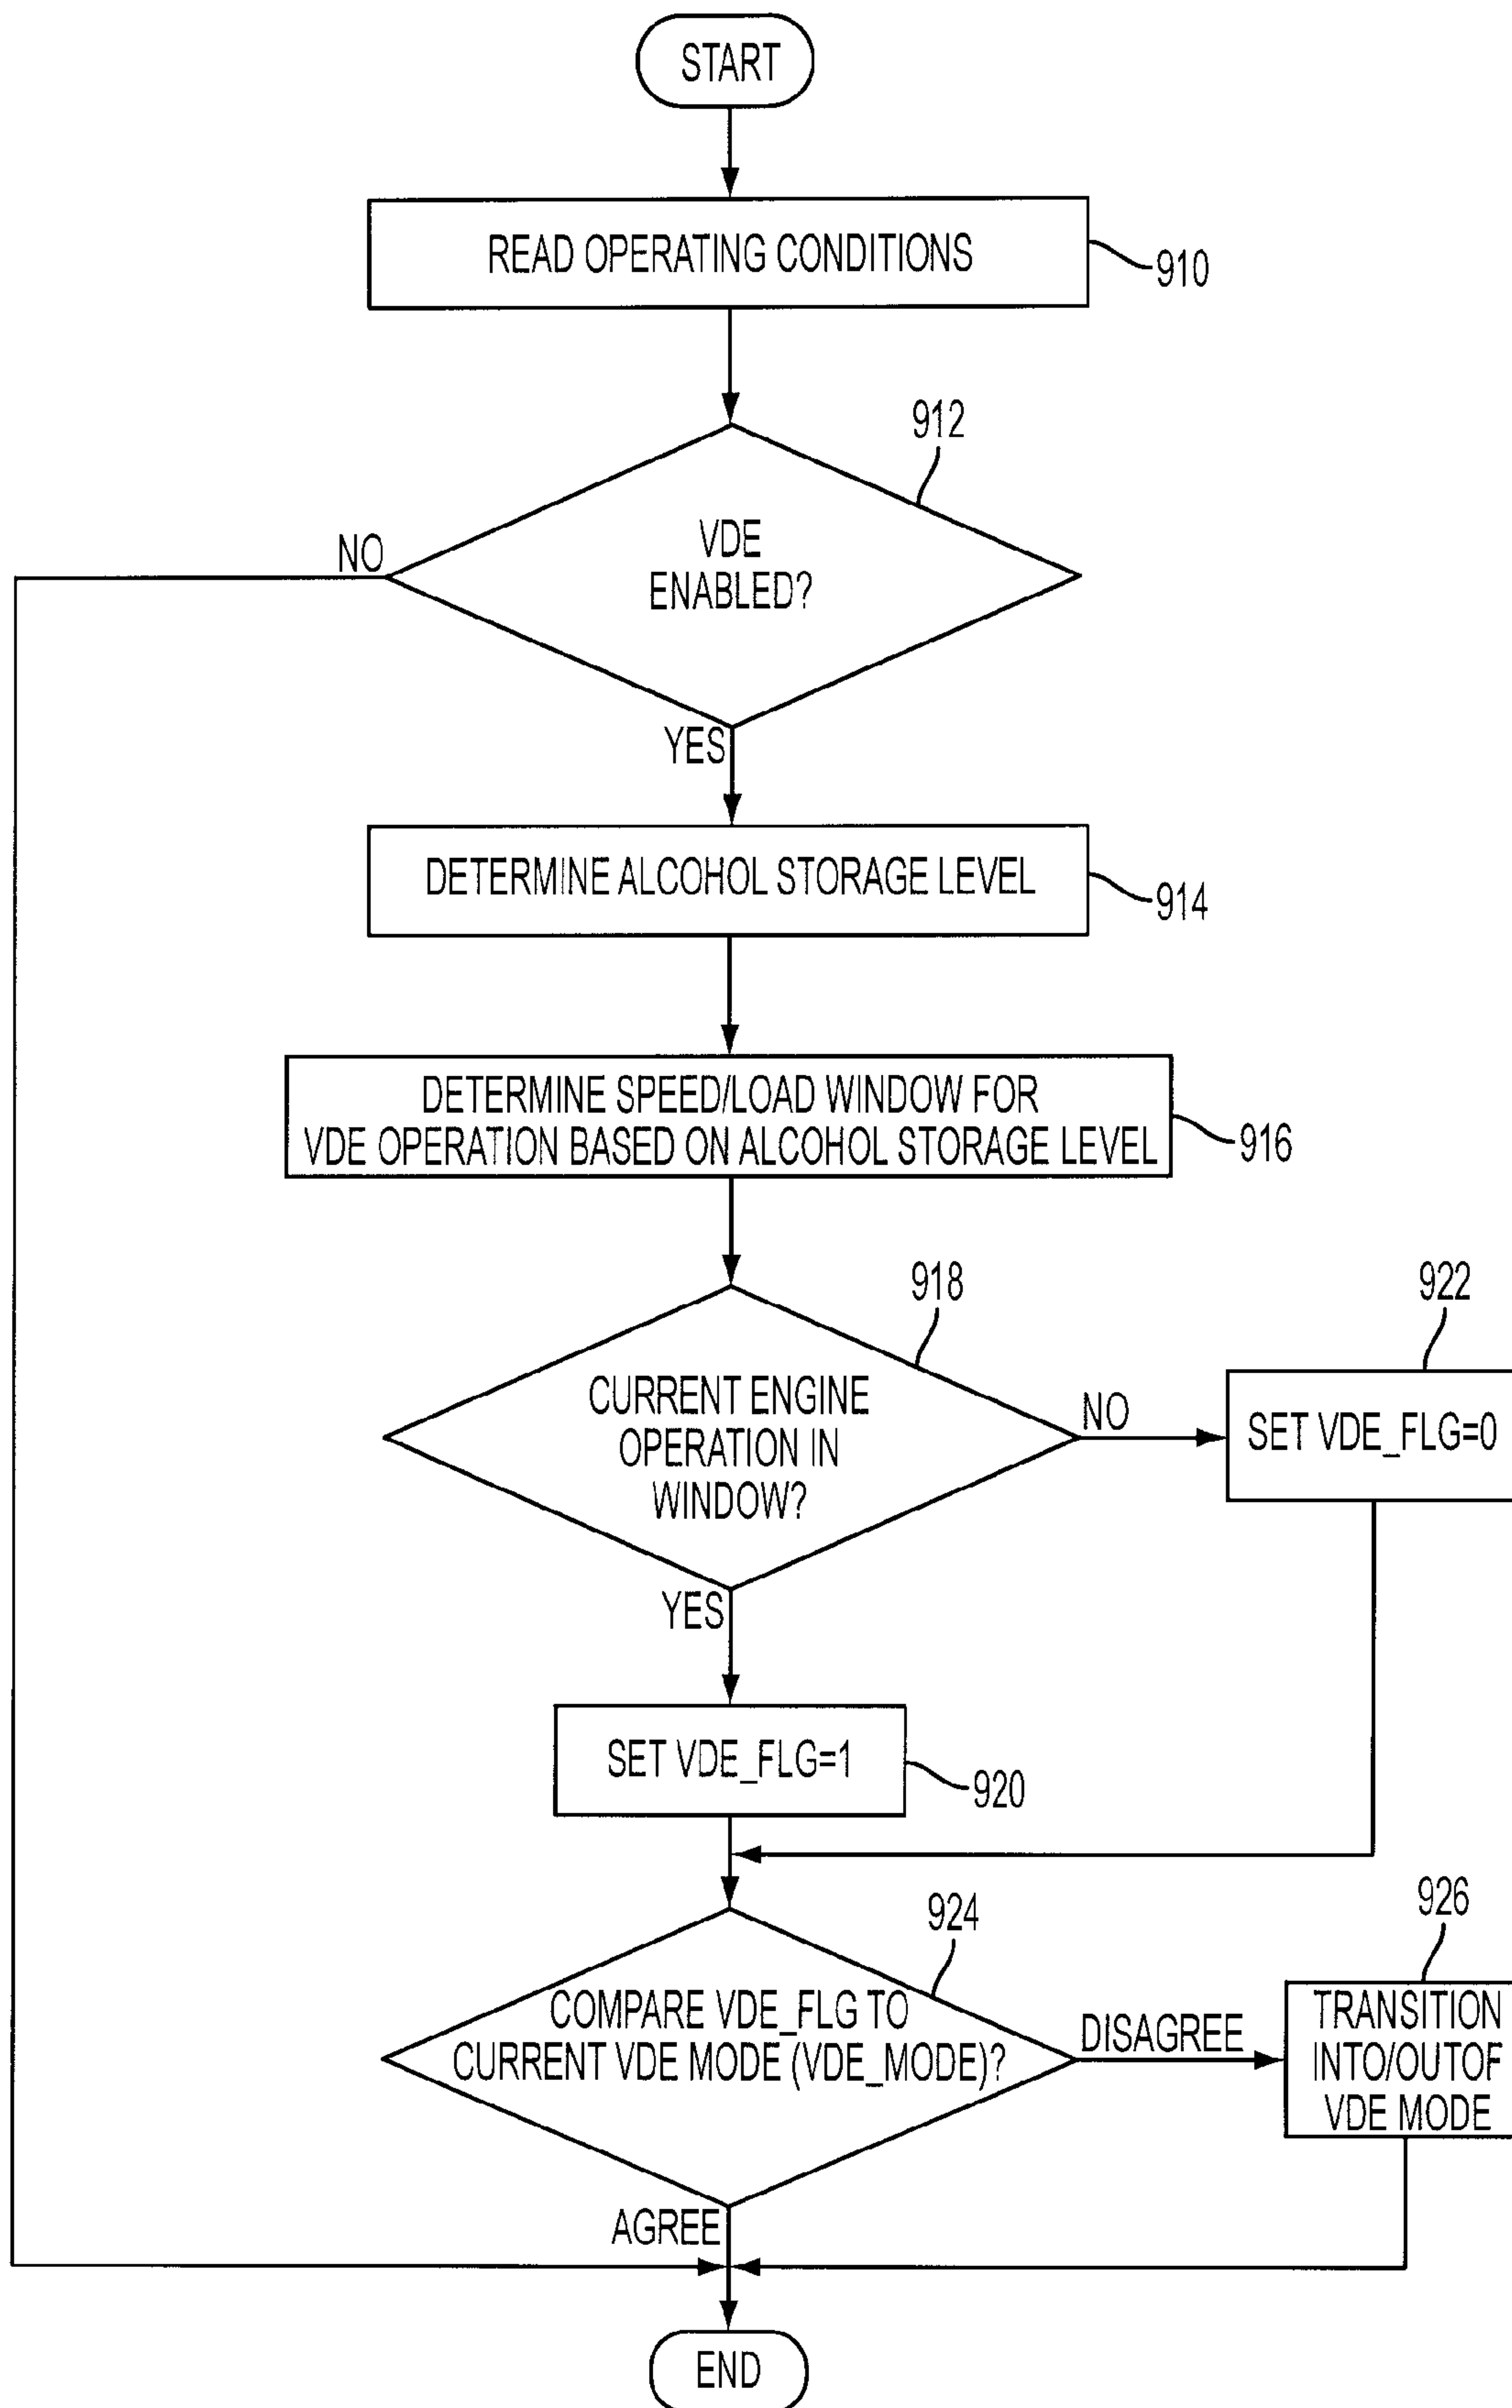 START
READ OPERATING CONDITIONS
910
912
VDE
ENABLED?
NO
YES
DETERMINE ALCOHOL STORAGE LEVEL
914
DETERMINE SPEED/LOAD WINDOW FOR
VDE OPERATION BASED ON ALCOHOL STORAGE LEVEL
916
918
CURRENT ENGINE
OPERATION IN
WINDOW?
NO
922
SET VDE_FLG=0
YES
SET VDE_FLG=1
920
924
COMPARE VDE_FLG TO
CURRENT VDE MODE (VDE_MODE)?
DISAGREE
926
TRANSITION
INTO/OUTOF
VDE MODE
AGREE
END